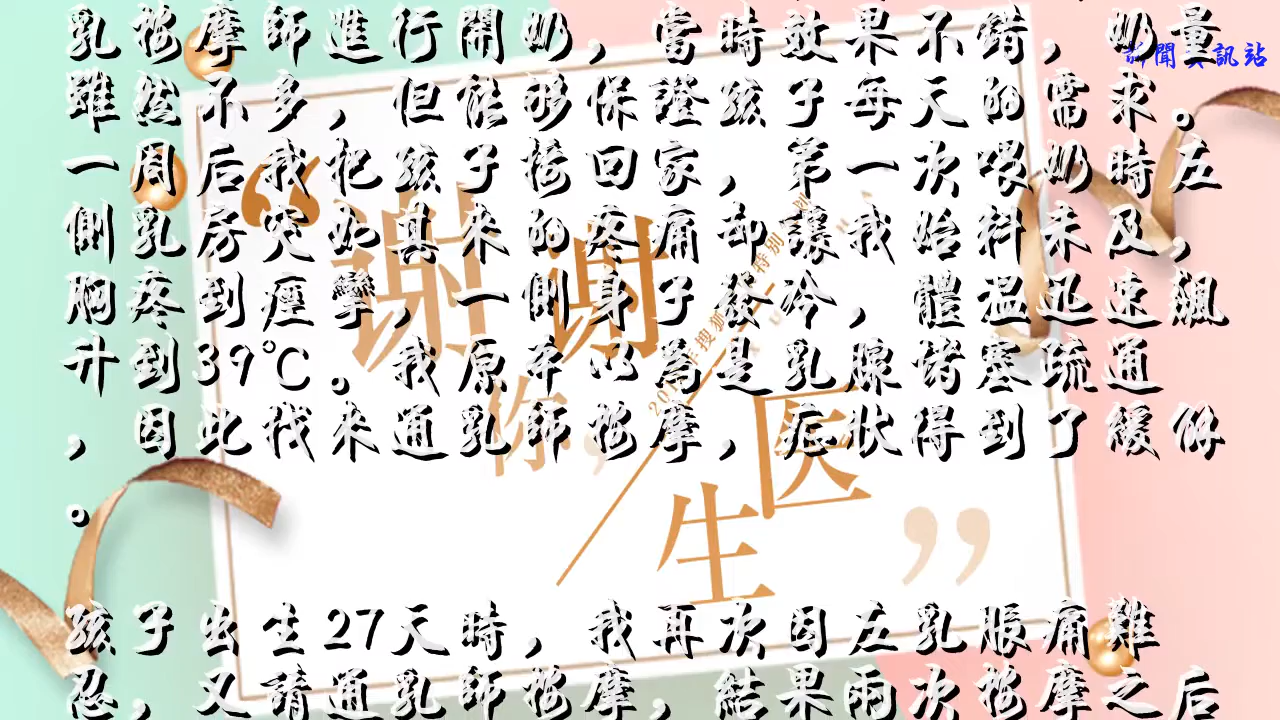 乳按摩師進行開奶，當時效果不錯，奶量
新聞資訊站
雖然不多，但能够保證孩子每天的需求。
一周后我把孩子接回家，第一次喂奶時左
側乳房突如其来的疼痛却讓我始料未及，
胸疼到痙攣，一側身子發冷，體溫迅速飆
升到39℃。我原本以為是乳腺堵塞疏通
，因此找来通乳師按摩，症狀得到了緩解
。
孩子出生27天時，我再次因左乳脹痛難
忍，又請通乳師按摩，結果兩次按摩之后
“谢谢
你，
医
生”